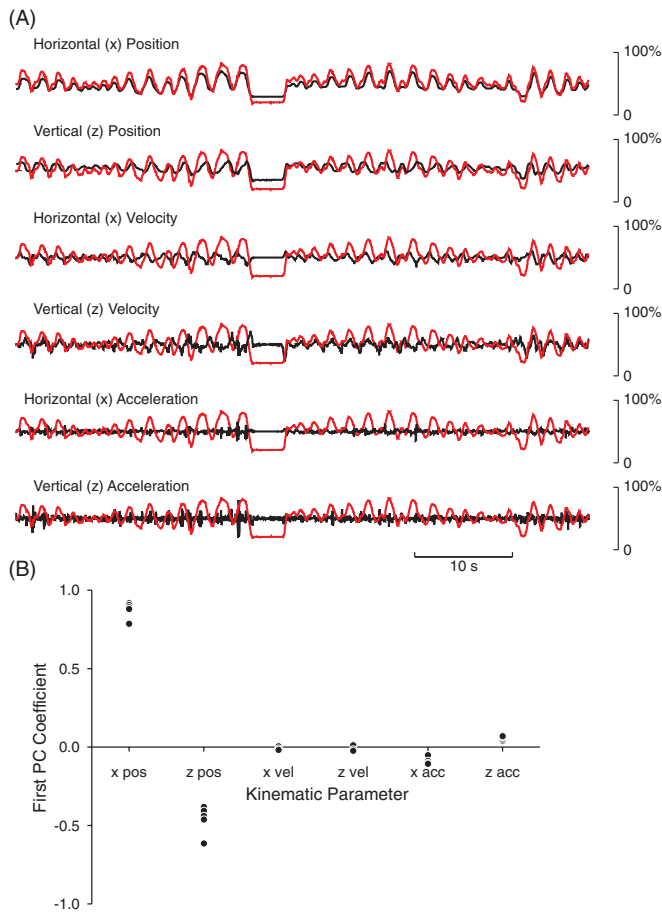 (A)
Horizontal (x) Position
100%
0
Vertical (z) Position
100%
0
Horizontal (x) Velocity
100%
0
Vertical (z) Velocity
100%
0
Horizontal (x) Acceleration
100%
0
Vertical (z) Acceleration
100%
0
10 s
(B)
1.0
0.5
0.0
-0.5
-1.0
First PC Coefficient
x pos z pos x vel z vel x acc z acc
Kinematic Parameter